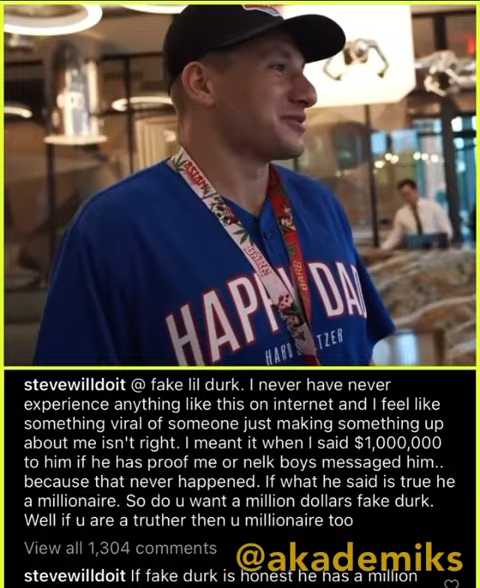 HAPPY DAD
HARD SELTZER
stevewilldoit @ fake lil durk. I never have never
experience anything like this on internet and I feel like
something viral of someone just making something up
about me isn't right. I meant it when I said $1,000,000
to him if he has proof me or nelk boys messaged him..
because that never happened. If what he said is true he
a millionaire. So do u want a million dollars fake durk.
Well if u are a truther then u millionaire too
View all 1,304 comments
@akademiks
stevewilldoit If fake durk is honest he has a million